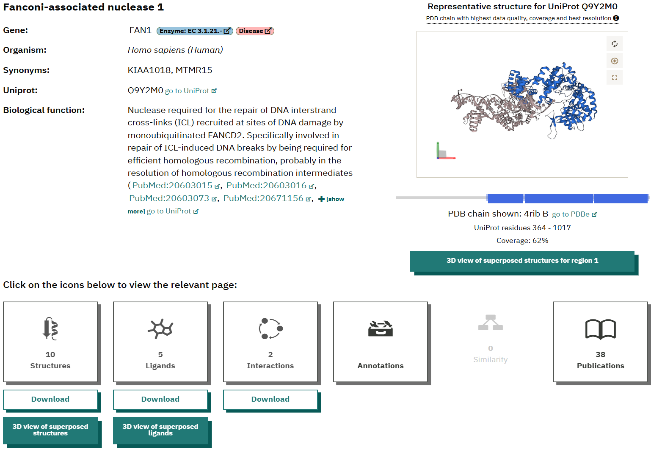 Fanconi-associated nuclease 1
Gene: FAN1 Enzyme: EC 3.1.21.- Disease
Organism: Homo sapiens (Human)
Synonyms: KIAA1018, MTMR15
Uniprot: Q9Y2M0 go to UniProt
Biological function: Nuclease required for the repair of DNA interstrand
cross-links (ICL) recruited at sites of DNA damage by
monoubiquitinated FANCD2. Specifically involved in
repair of ICL-induced DNA breaks by being required for
efficient homologous recombination, probably in the
resolution of homologous recombination intermediates
(PubMed:20603015, PubMed:20603016,
PubMed:20603073, PubMed:20671156, [show
more] go to UniProt
Representative structure for UniProt Q9Y2M0
PDB chain with highest data quality, coverage and best resolution
PDB chain shown: 4rib B go to PDBe
UniProt residues 364 - 1017
Coverage: 62%
3D view of superposed structures for region 1
Click on the icons below to view the relevant page:
10
Structures
5
Ligands
2
Interactions
Annotations
0
Similarity
38
Publications
Download
Download
Download
3D view of superposed
structures
3D view of superposed
ligands